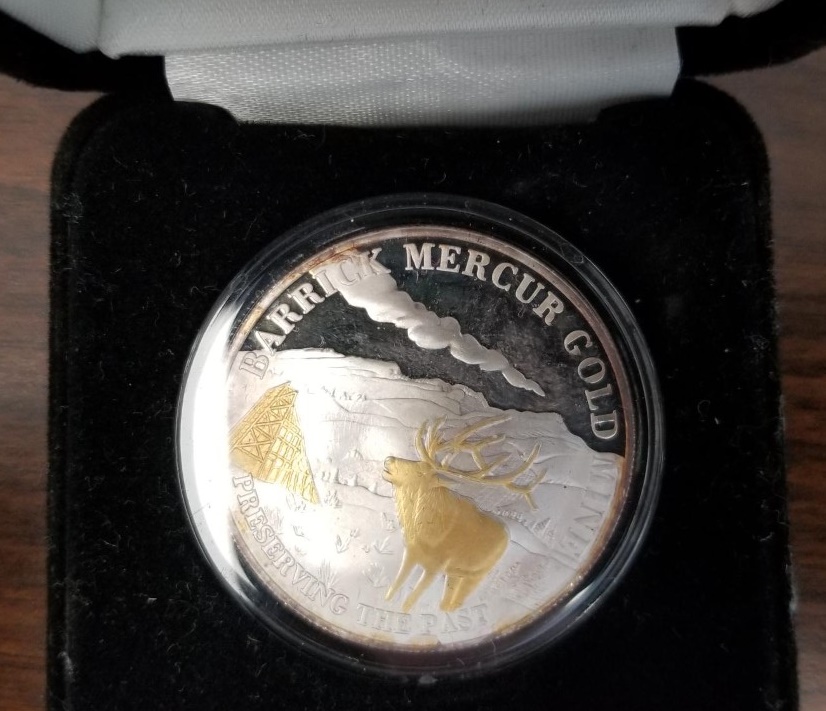 BARRICK MERCUR GOLD MINE
PRESERVING THE PAST